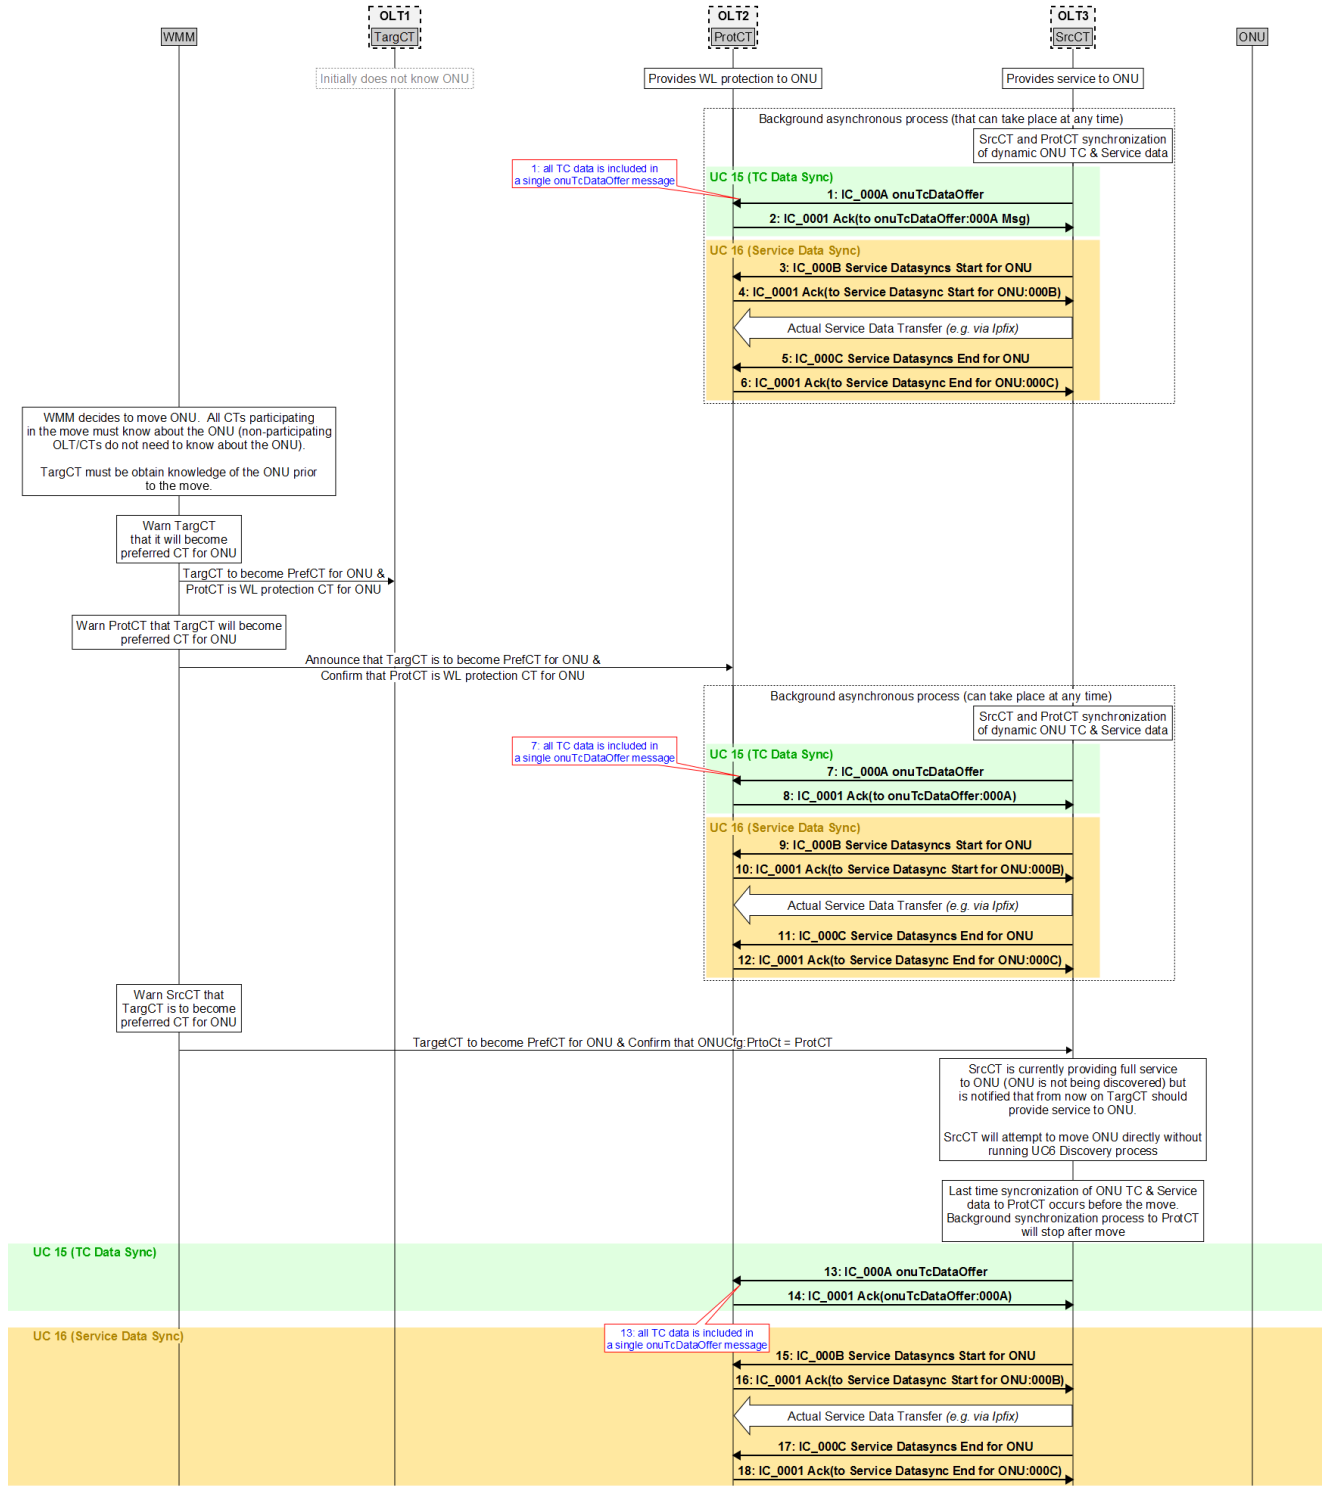 OLT1
OLT2
OLT3
WMM
TargCT
ProtCT
SrcCT
ONU
Initially does not know ONU
Provides WL protection to ONU
Provides service to ONU
Background asynchronous process (that can take place at any time)
SrcCT and ProtCT synchronization
of dynamic ONU TC & Service data
1: all TC data is included in
a single onuTcDataOffer message
UC 15 (TC Data Sync)
1: IC_000A onuTcDataOffer
2: IC_0001 Ack(to onuTcDataOffer:000A Msg)
UC 16 (Service Data Sync)
3: IC_000B Service Datasyncs Start for ONU
4: IC_0001 Ack(to Service Datasync Start for ONU:000B)
Actual Service Data Transfer (e.g. via Ipfix)
5: IC_000C Service Datasyncs End for ONU
6: IC_0001 Ack(to Service Datasync End for ONU:000C)
WMM decides to move ONU.  All CTs participating
in the move must know about the ONU (non-participating
OLT/CTs do not need to know about the ONU).
TargCT must be obtain knowledge of the ONU prior
to the move.
Warn TargCT
that it will become
preferred CT for ONU
TargCT to become PrefCT for ONU &
ProtCT is WL protection CT for ONU
Warn ProtCT that TargCT will become
preferred CT for ONU
Announce that TargCT is to become PrefCT for ONU &
Confirm that ProtCT is WL protection CT for ONU
Background asynchronous process (can take place at any time)
SrcCT and ProtCT synchronization
of dynamic ONU TC & Service data
7: all TC data is included in
a single onuTcDataOffer message
UC 15 (TC Data Sync)
7: IC_000A onuTcDataOffer
8: IC_0001 Ack(to onuTcDataOffer:000A)
UC 16 (Service Data Sync)
9: IC_000B Service Datasyncs Start for ONU
10: IC_0001 Ack(to Service Datasync Start for ONU:000B)
Actual Service Data Transfer (e.g. via Ipfix)
11: IC_000C Service Datasyncs End for ONU
12: IC_0001 Ack(to Service Datasync End for ONU:000C)
Warn SrcCT that
TargCT is to become
preferred CT for ONU
TargetCT to become PrefCT for ONU & Confirm that ONUCfg:PrtoCt = ProtCT
SrcCT is currently providing full service
to ONU (ONU is not being discovered) but
is notified that from now on TargCT should
provide service to ONU.
SrcCT will attempt to move ONU directly without
running UC6 Discovery process
Last time syncronization of ONU TC & Service
data to ProtCT occurs before the move.
Background synchronization process to ProtCT
will stop after move
UC 15 (TC Data Sync)
13: IC_000A onuTcDataOffer
14: IC_0001 Ack(onuTcDataOffer:000A)
UC 16 (Service Data Sync)
13: all TC data is included in
a single onuTcDataOffer message
15: IC_000B Service Datasyncs Start for ONU
16: IC_0001 Ack(to Service Datasync Start for ONU:000B)
Actual Service Data Transfer (e.g. via Ipfix)
17: IC_000C Service Datasyncs End for ONU
18: IC_0001 Ack(to Service Datasync End for ONU:000C)